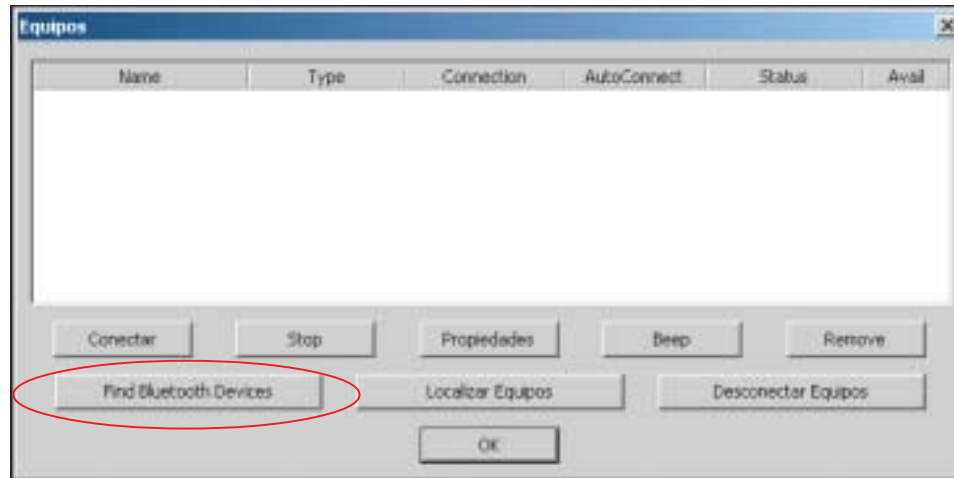 Equipos
Name Type Connection AutoConnect Status Avail
Conectar Stop Propiedades Beep Remove
Find Bluetooth Devices Localizar Equipos Desconectar Equipos
OK